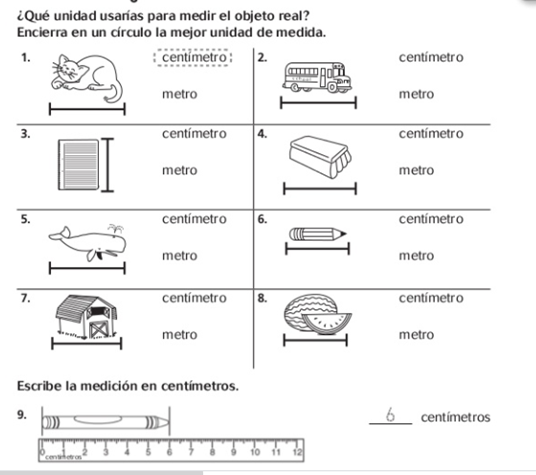 ¿Qué unidad usarías para medir el objeto real?
Encierra en un círculo la mejor unidad de medida.
1. centímetro 2. centímetro
metro metro
3. centímetro 4. centímetro
metro metro
5. centímetro 6. centímetro
metro metro
7. centímetro 8. centímetro
metro metro
Escribe la medición en centímetros.
9. 6 centímetros
0 1 2 3 4 5 6 7 8 9 10 11 12
centímetros